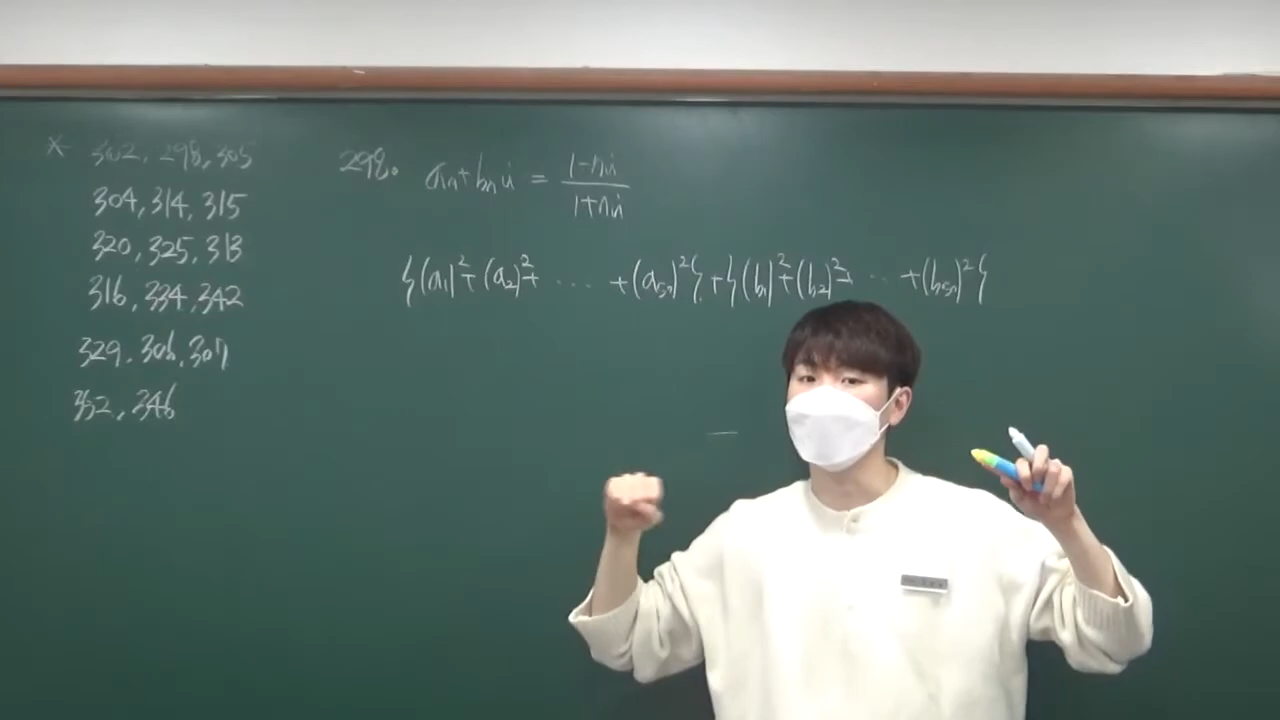 * 302, 298, 305
304, 314, 315
320, 325, 313
316, 334, 342
329, 306, 307
352, 346
298. aₙ+bₙi = (1-ni)/(1+ni)
{(a₁)²+(a₂)²+ ... +(a₅₀)²}+{(b₁)²+(b₂)²+ ... +(b₅₀)²}